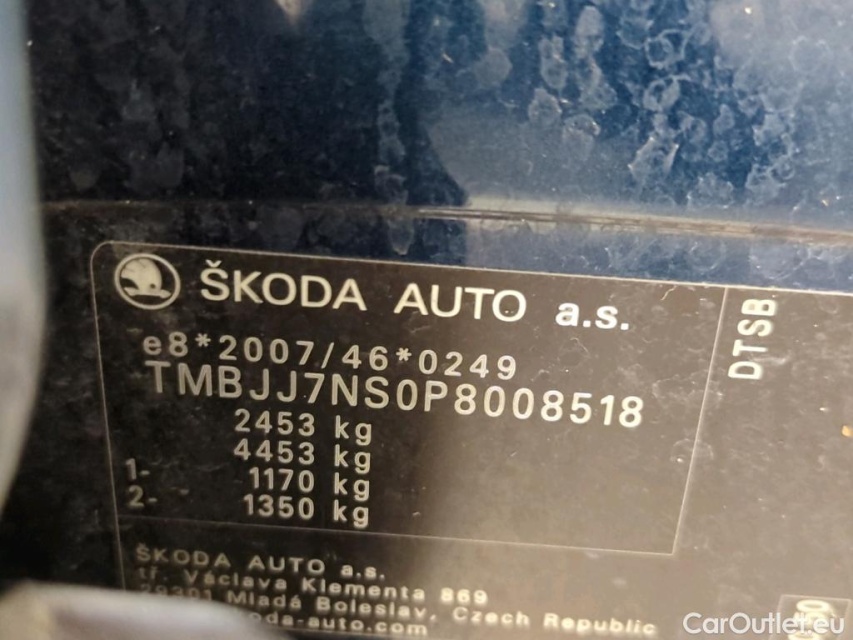 ŠKODA AUTO a.s.
e8*2007/46*0249
TMBJJ7NS0P8008518
2453 kg
4453 kg
1- 1170 kg
2- 1350 kg
ŠKODA AUTO a.s.
tř. Václava Klementa 869
29301 Mladá Boleslav, Czech Republic
DTSB
CarOutlet.eu